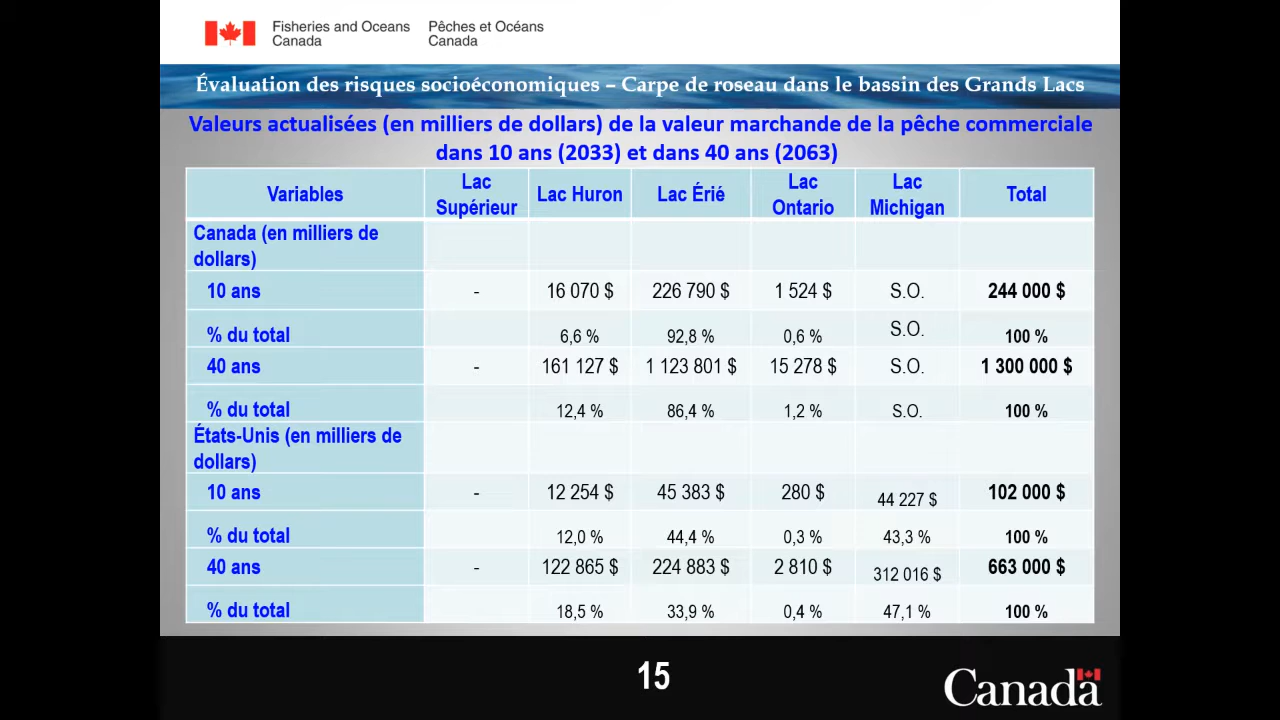 Fisheries and Oceans
Canada
Pêches et Océans
Canada
Évaluation des risques socioéconomiques – Carpe de roseau dans le bassin des Grands Lacs
Valeurs actualisées (en milliers de dollars) de la valeur marchande de la pêche commerciale
dans 10 ans (2033) et dans 40 ans (2063)
Variables Lac Supérieur Lac Huron Lac Érié Lac Ontario Lac Michigan Total
Canada (en milliers de
dollars)
10 ans - 16 070 $ 226 790 $ 1 524 $ S.O. 244 000 $
% du total 6,6 % 92,8 % 0,6 % S.O. 100 %
40 ans - 161 127 $ 1 123 801 $ 15 278 $ S.O. 1 300 000 $
% du total 12,4 % 86,4 % 1,2 % S.O. 100 %
États-Unis (en milliers de
dollars)
10 ans - 12 254 $ 45 383 $ 280 $ 44 227 $ 102 000 $
% du total 12,0 % 44,4 % 0,3 % 43,3 % 100 %
40 ans - 122 865 $ 224 883 $ 2 810 $ 312 016 $ 663 000 $
% du total 18,5 % 33,9 % 0,4 % 47,1 % 100 %
15
Canada